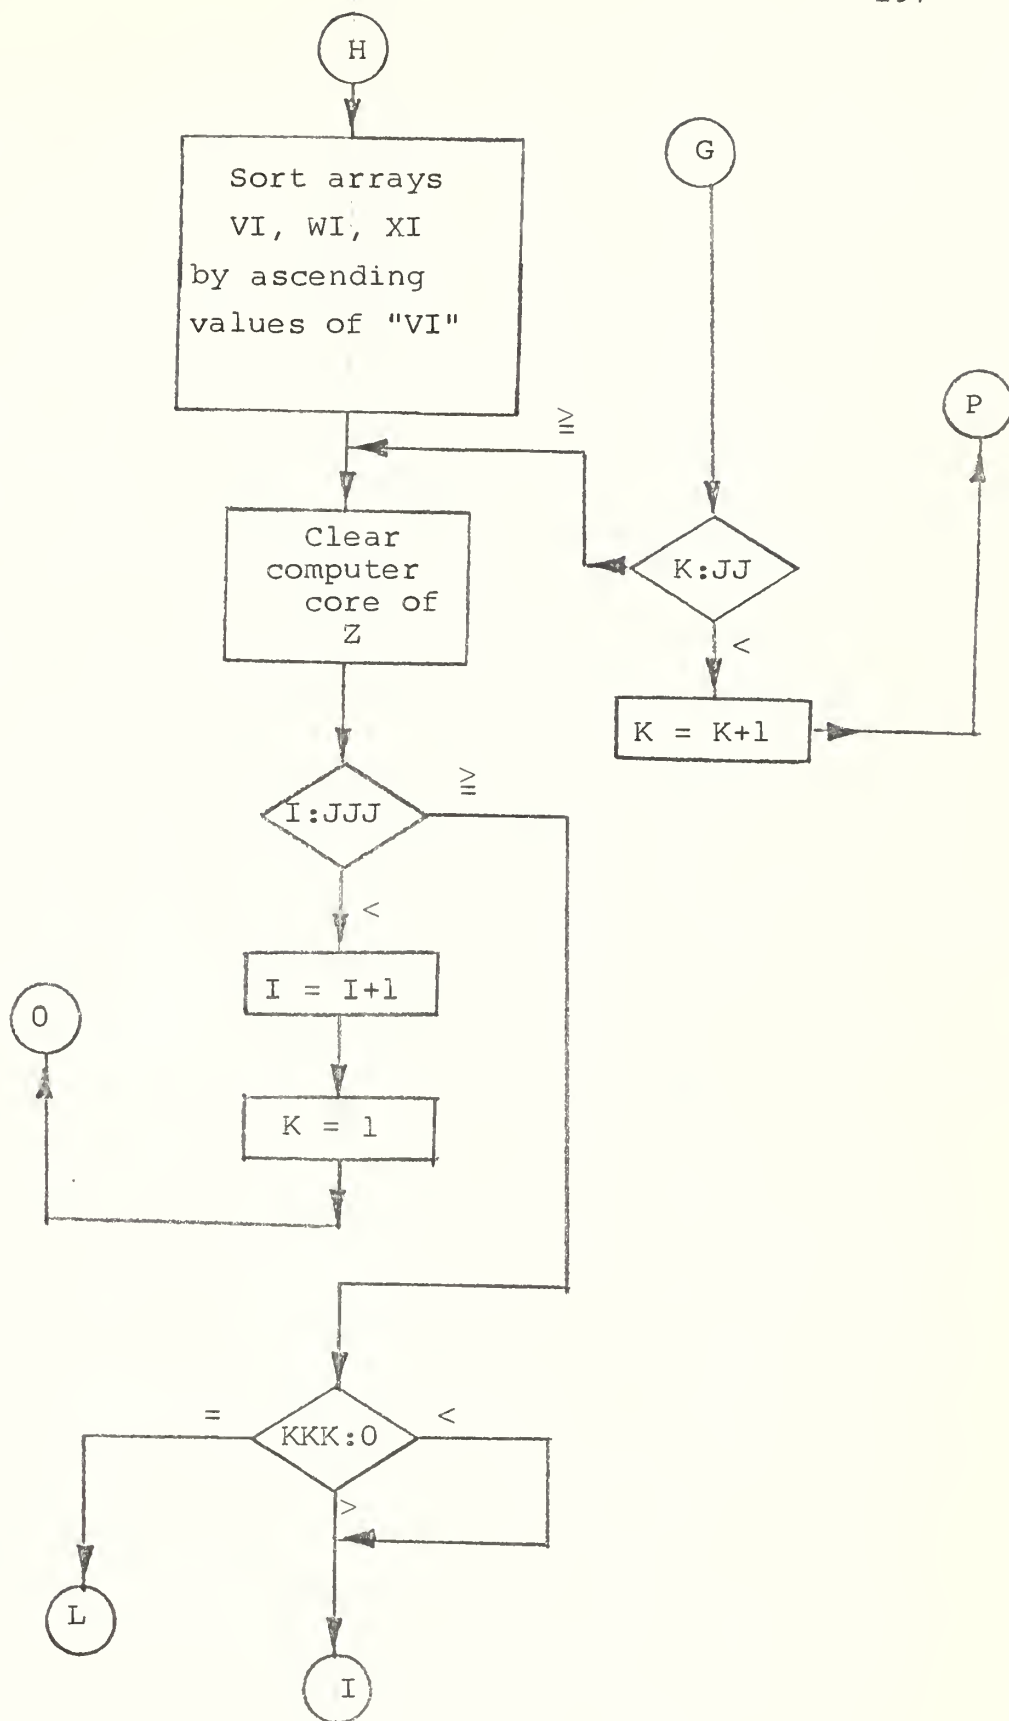 H
Sort arrays
VI, WI, XI
by ascending
values of "VI"
G
P
≧
Clear
computer
core of
Z
K:JJ
<
K = K+1
I:JJJ
≧
<
I = I+1
O
K = 1
=
KKK:0
<
>
L
I